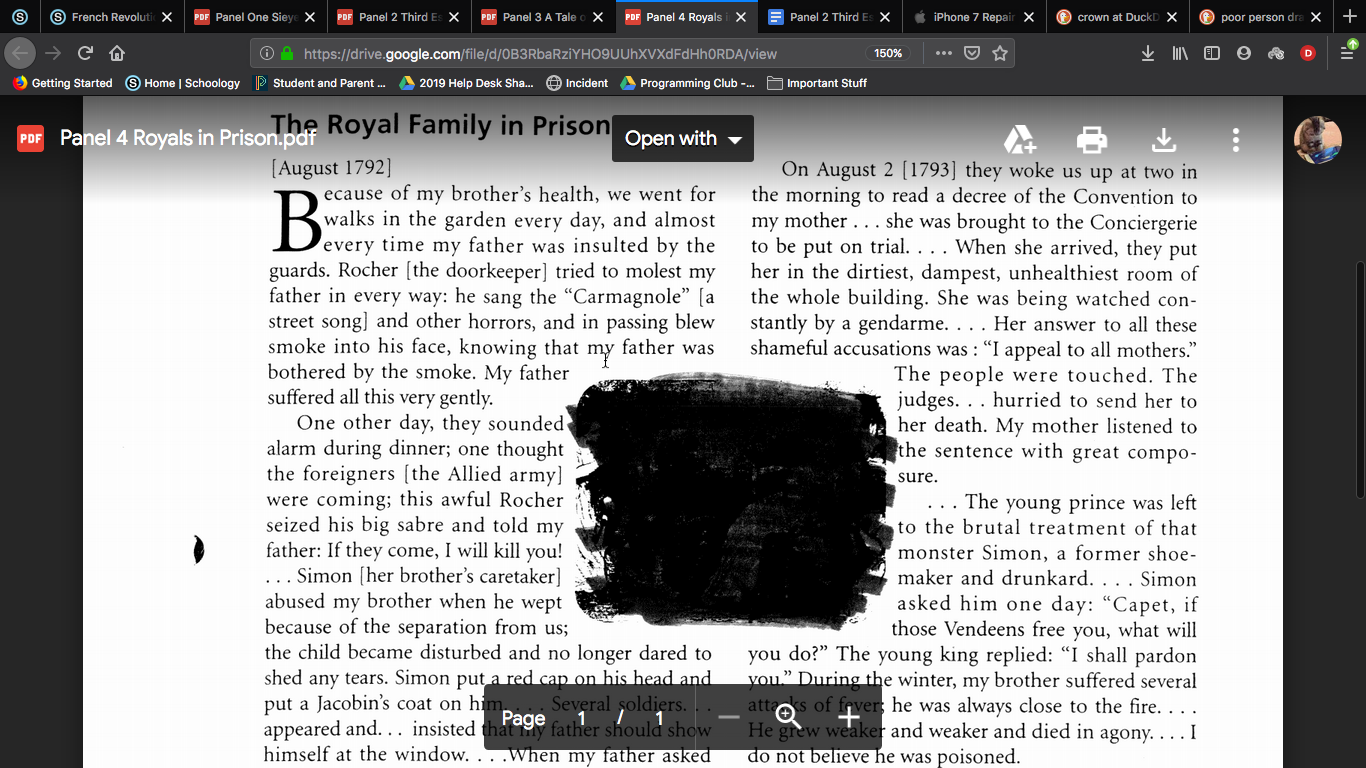 French Revoluti
Panel One Sieye
Panel 2 Third Es
Panel 3 A Tale o
Panel 4 Royals i
Panel 2 Third Es
iPhone 7 Repair
crown at DuckD
poor person dra
https://drive.google.com/file/d/0B3RbaRziYHO9UUhXVXdFdHh0RDA/view
150%
D
Getting Started
Home | Schoology
Student and Parent ...
2019 Help Desk Sha...
Incident
Programming Club -...
Important Stuff
PDF
Panel 4 Royals in Prison.pdf
Open with
The Royal Family in Prison
[August 1792]
Because of my brother's health, we went for
walks in the garden every day, and almost
every time my father was insulted by the
guards. Rocher [the doorkeeper] tried to molest my
father in every way: he sang the “Carmagnole” [a
street song] and other horrors, and in passing blew
smoke into his face, knowing that my father was
bothered by the smoke. My father
suffered all this very gently.
One other day, they sounded
alarm during dinner; one thought
the foreigners [the Allied army]
were coming; this awful Rocher
seized his big sabre and told my
father: If they come, I will kill you!
. . . Simon [her brother's caretaker]
abused my brother when he wept
because of the separation from us;
the child became disturbed and no longer dared to
shed any tears. Simon put a red cap on his head and
put a Jacobin's coat on him. . . . Several soldiers. . .
appeared and. . . insisted that my father should show
himself at the window. . . .When my father asked
On August 2 [1793] they woke us up at two in
the morning to read a decree of the Convention to
my mother . . . she was brought to the Conciergerie
to be put on trial. . . . When she arrived, they put
her in the dirtiest, dampest, unhealthiest room of
the whole building. She was being watched con-
stantly by a gendarme. . . . Her answer to all these
shameful accusations was : “I appeal to all mothers.”
The people were touched. The
judges. . . hurried to send her to
her death. My mother listened to
the sentence with great compo-
sure.
. . . The young prince was left
to the brutal treatment of that
monster Simon, a former shoe-
maker and drunkard. . . . Simon
asked him one day: “Capet, if
those Vendeens free you, what will
you do?” The young king replied: “I shall pardon
you.” During the winter, my brother suffered several
attacks of fever; he was always close to the fire. . . .
He grew weaker and weaker and died in agony. . . . I
do not believe he was poisoned.
Page 1 / 1